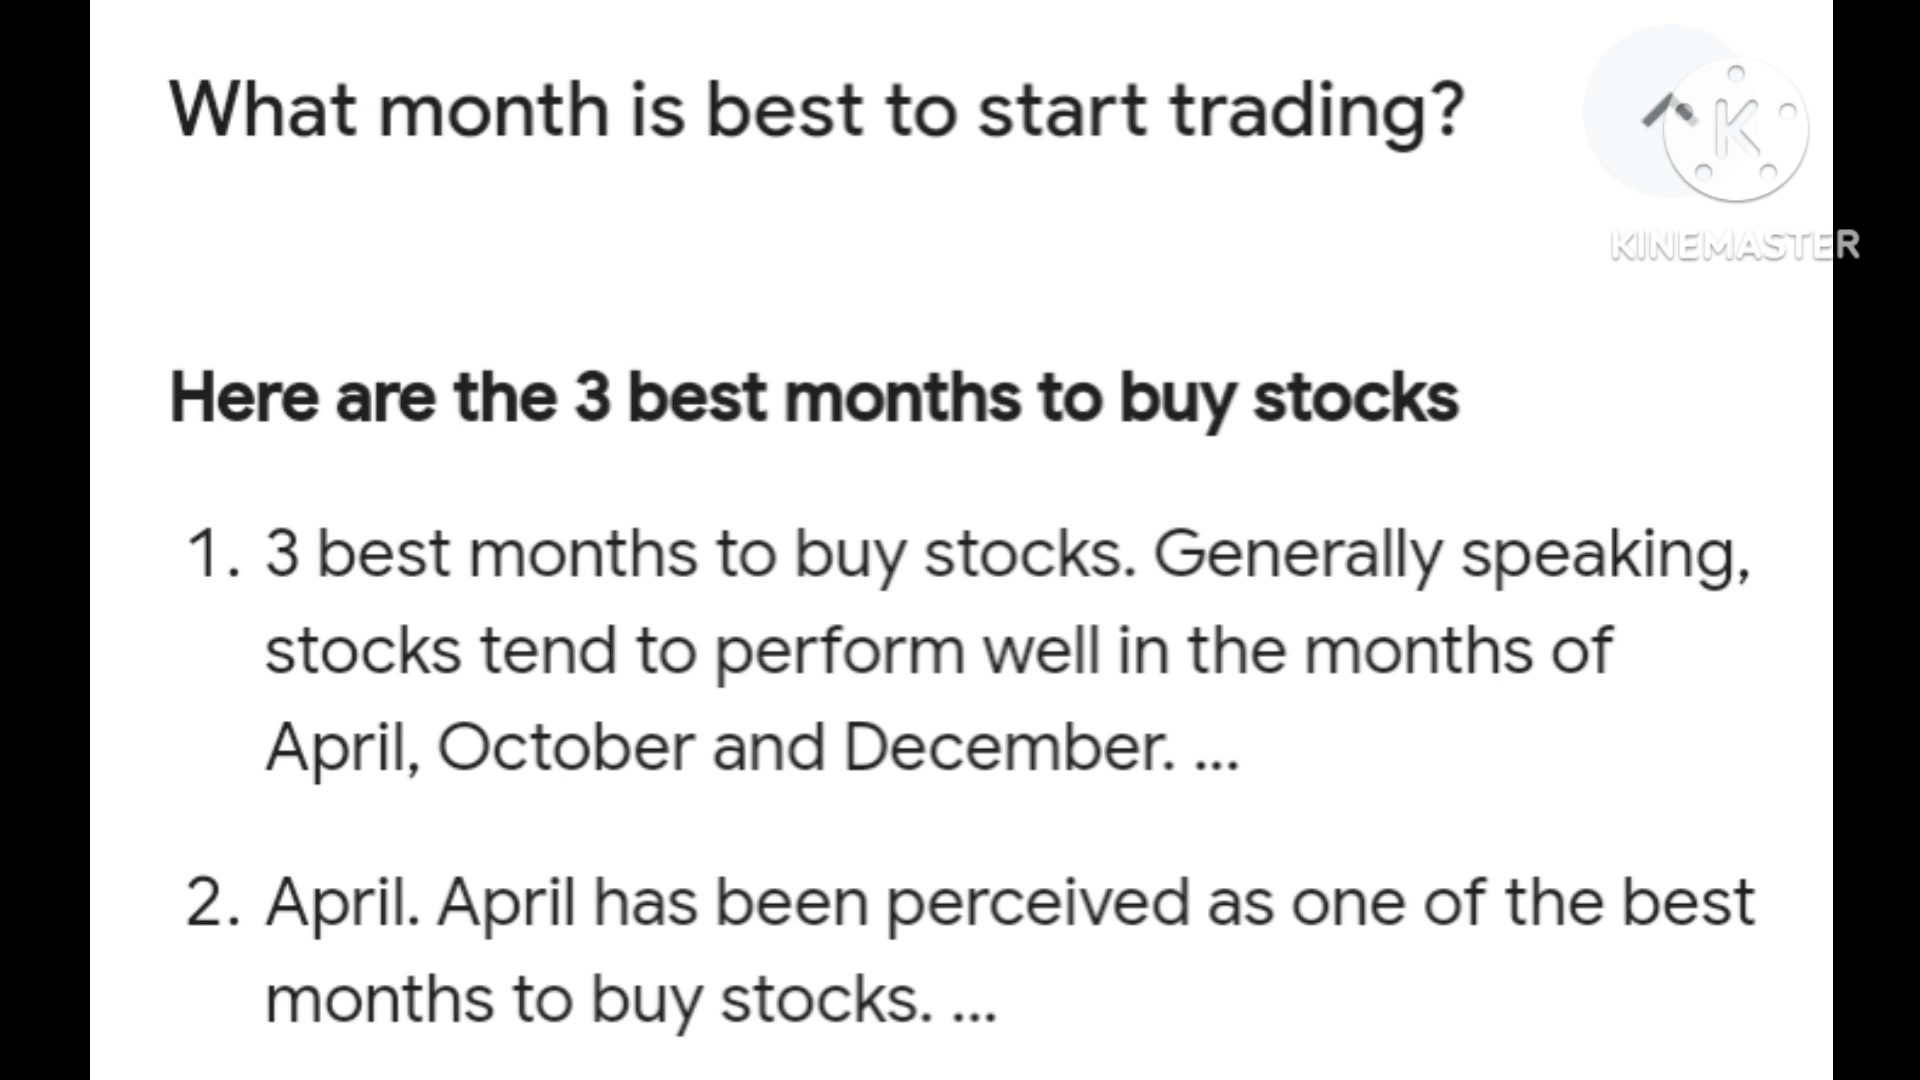 What month is best to start trading?
K
KINEMASTER
Here are the 3 best months to buy stocks
1. 3 best months to buy stocks. Generally speaking,
stocks tend to perform well in the months of
April, October and December. ...
2. April. April has been perceived as one of the best
months to buy stocks. ...